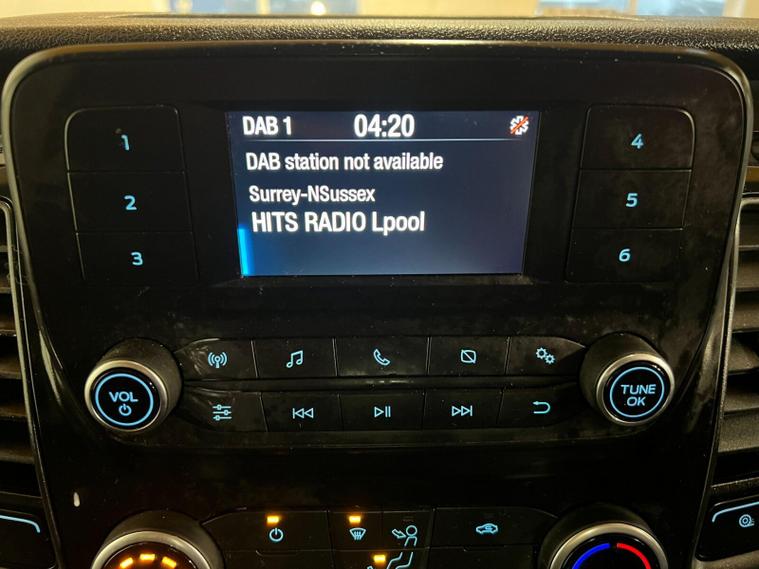 DAB 1 04:20
DAB station not available
Surrey-NSussex
HITS RADIO Lpool
1
2
3
4
5
6
VOL
TUNE
OK